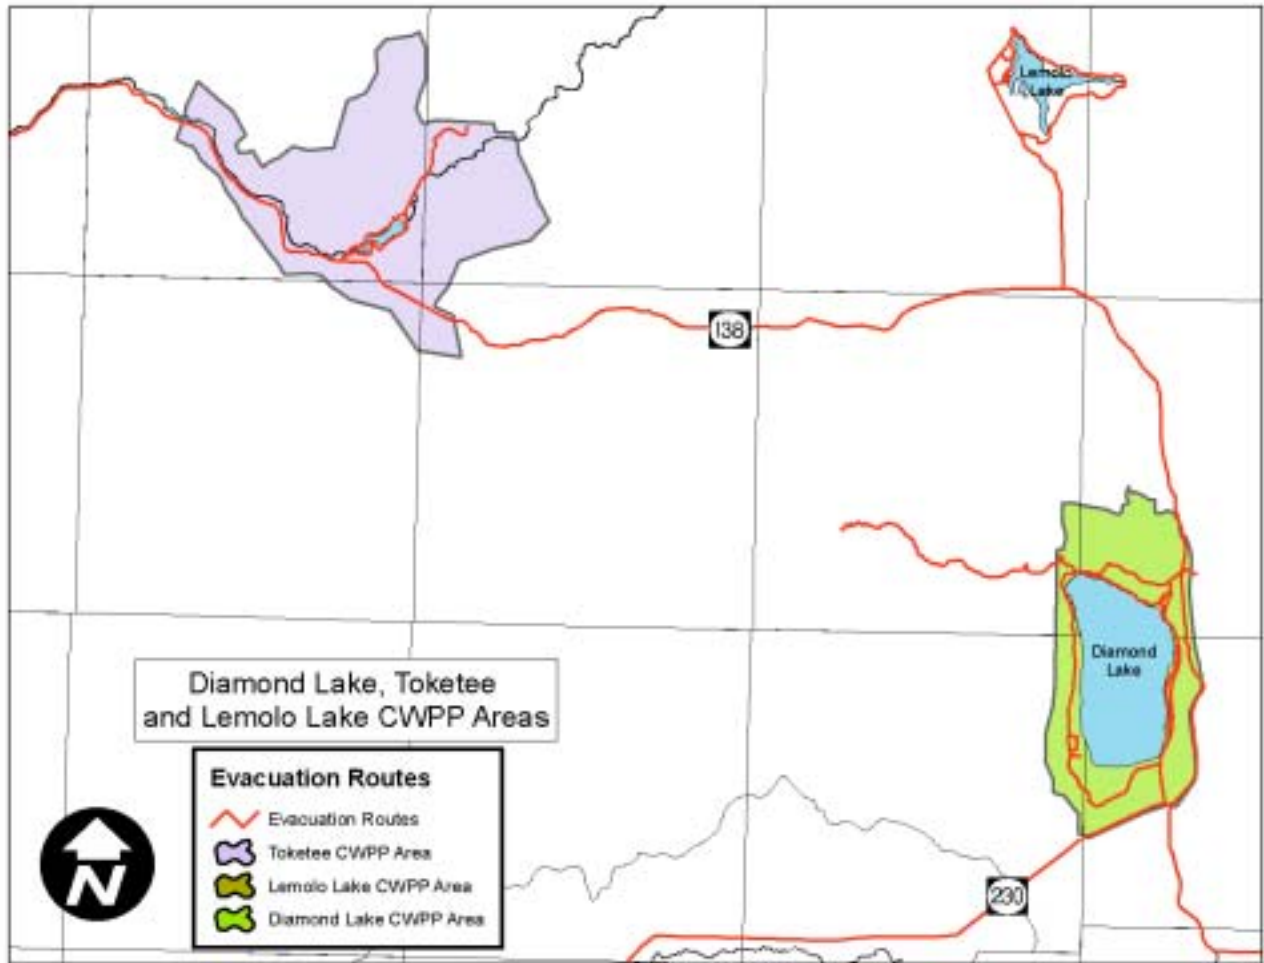 Lemolo
Lake
138
Diamond
Lake
Diamond Lake, Toketee
and Lemolo Lake CWPP Areas
Evacuation Routes
Evacuation Routes
Toketee CWPP Area
Lemolo Lake CWPP Area
Diamond Lake CWPP Area
N
230